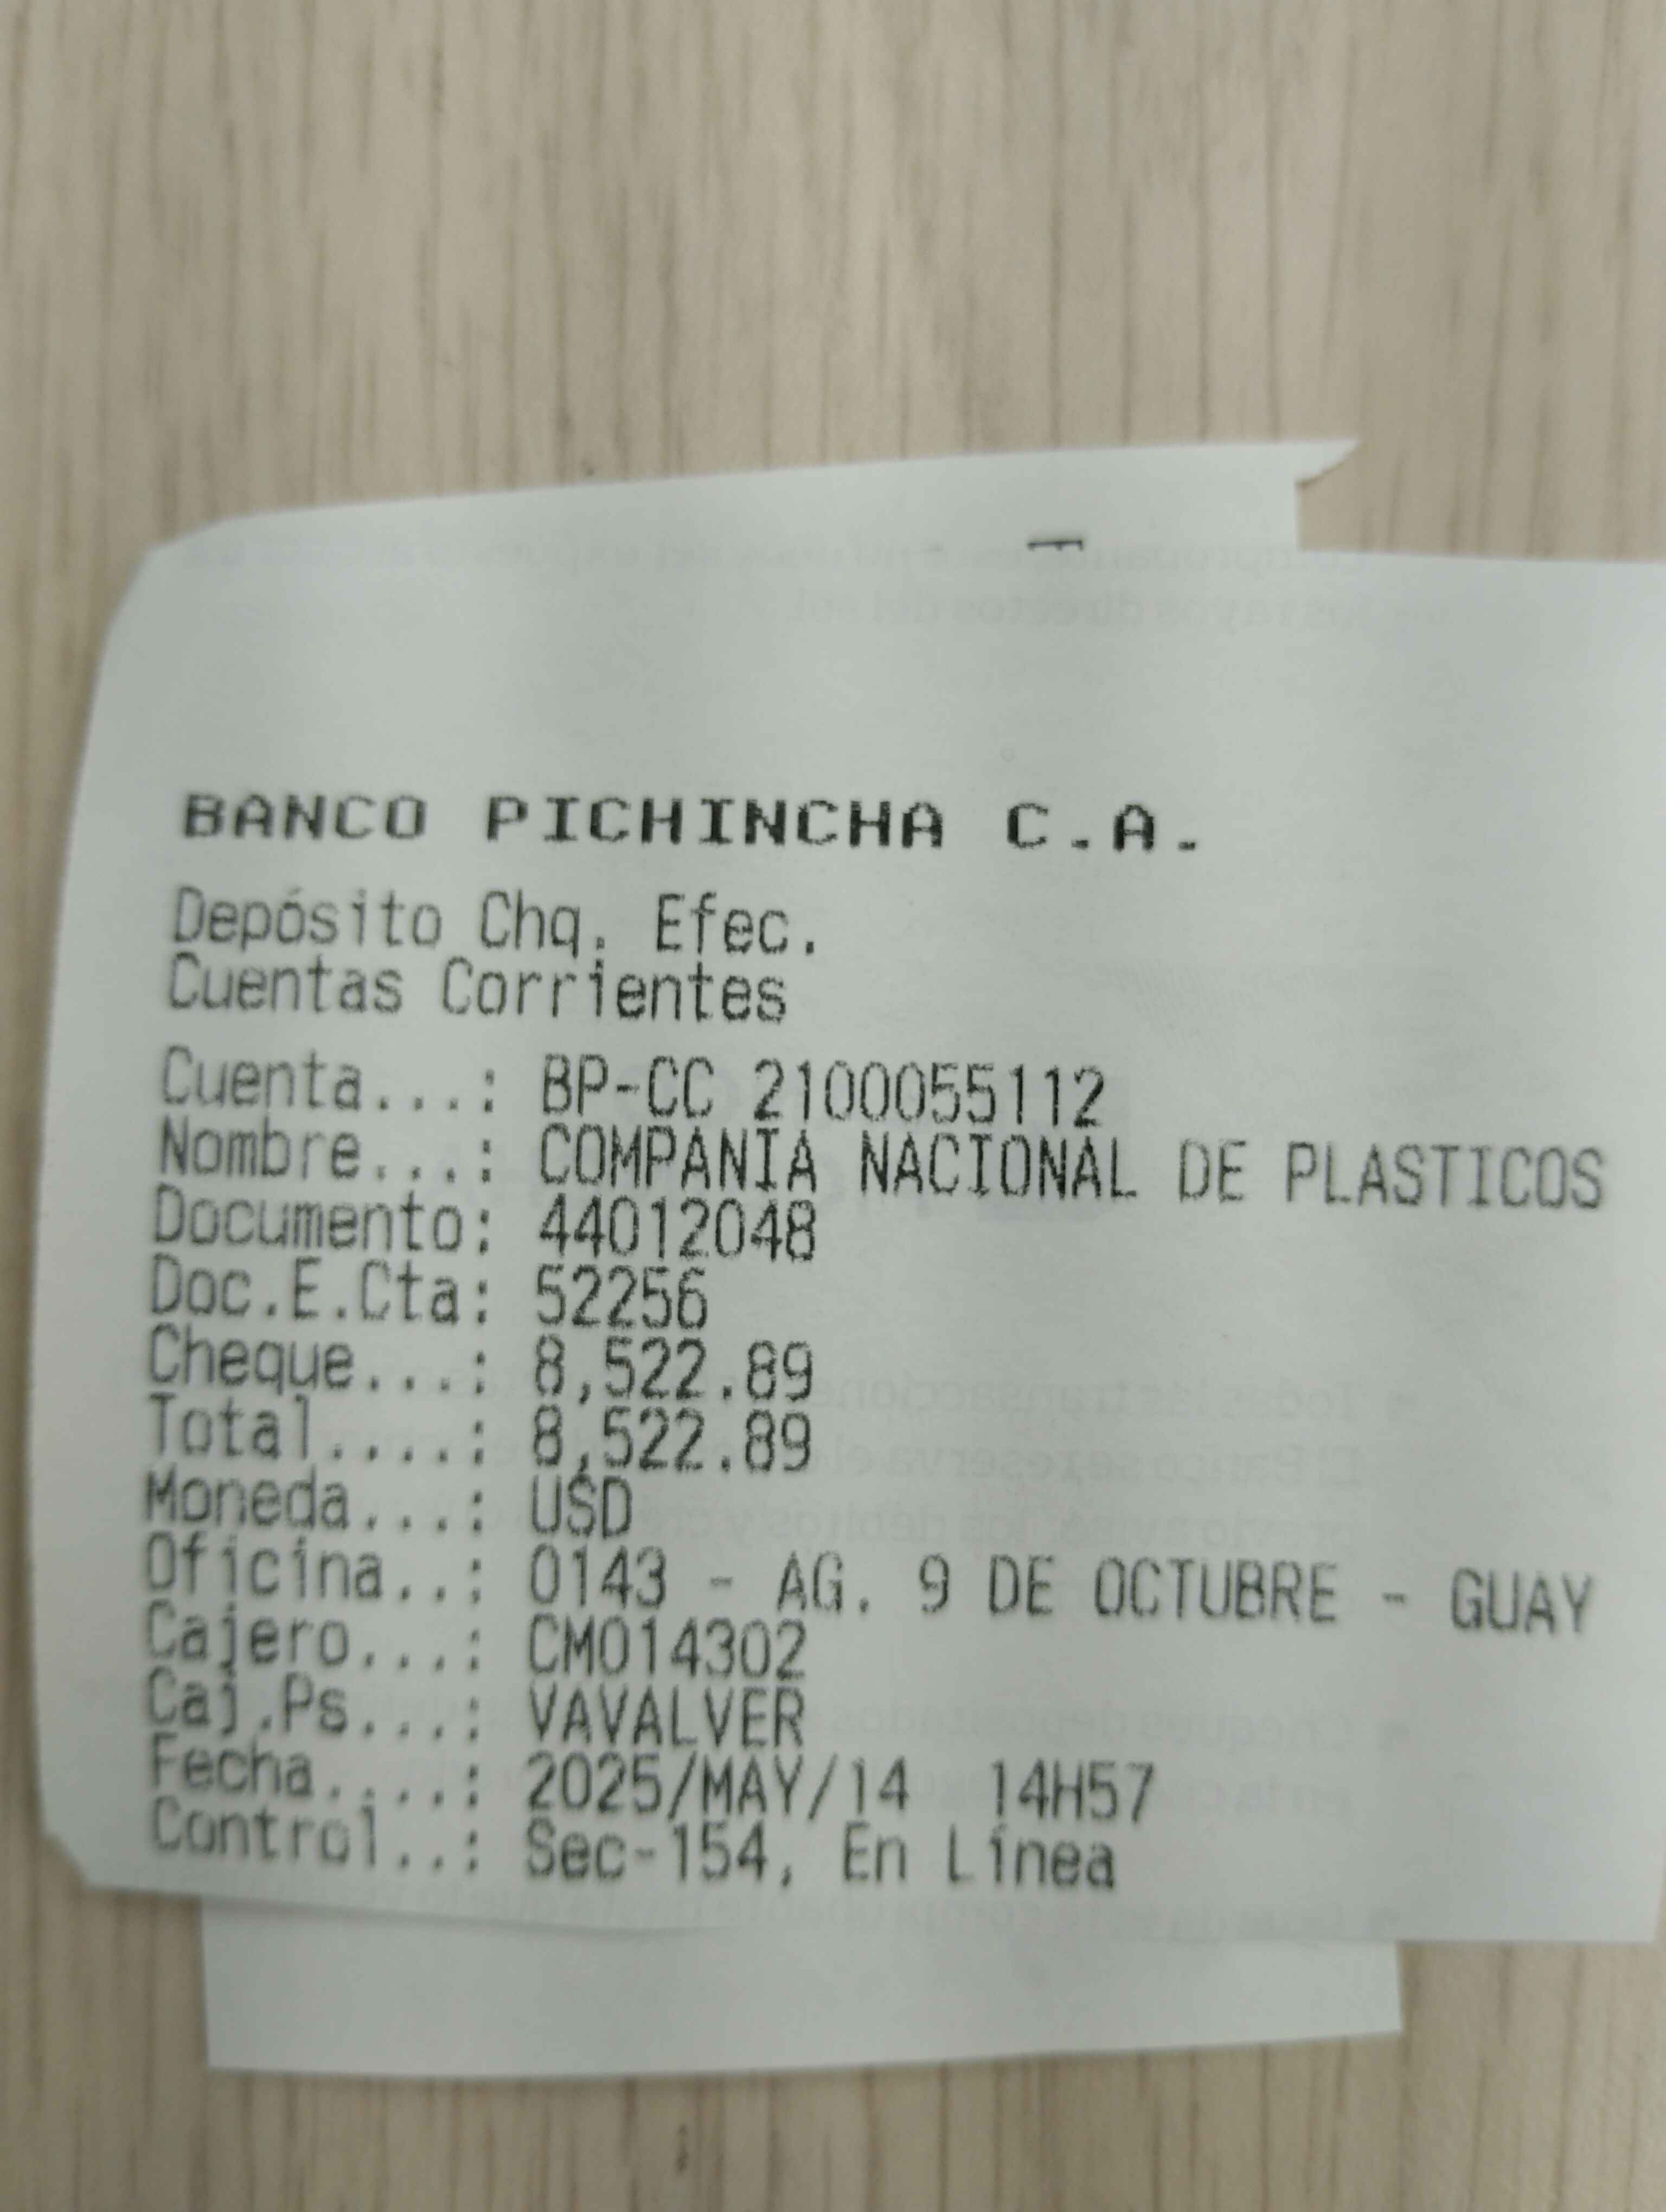 BANCO PICHINCHA C.A.
Depósito Chq. Efec.
Cuentas Corrientes
Cuenta...: BP-CC 2100055112
Nombre...: COMPANIA NACIONAL DE PLASTICOS
Documento: 44012048
Doc.E.Cta: 52256
Cheque...: 8,522.89
Total....: 8,522.89
Moneda...: USD
Oficina..: 0143 - AG. 9 DE OCTUBRE - GUAY
Cajero...: CM014302
Caj.Ps...: VAVALVER
Fecha....: 2025/MAY/14 14H57
Control..: Sec-154, En Línea